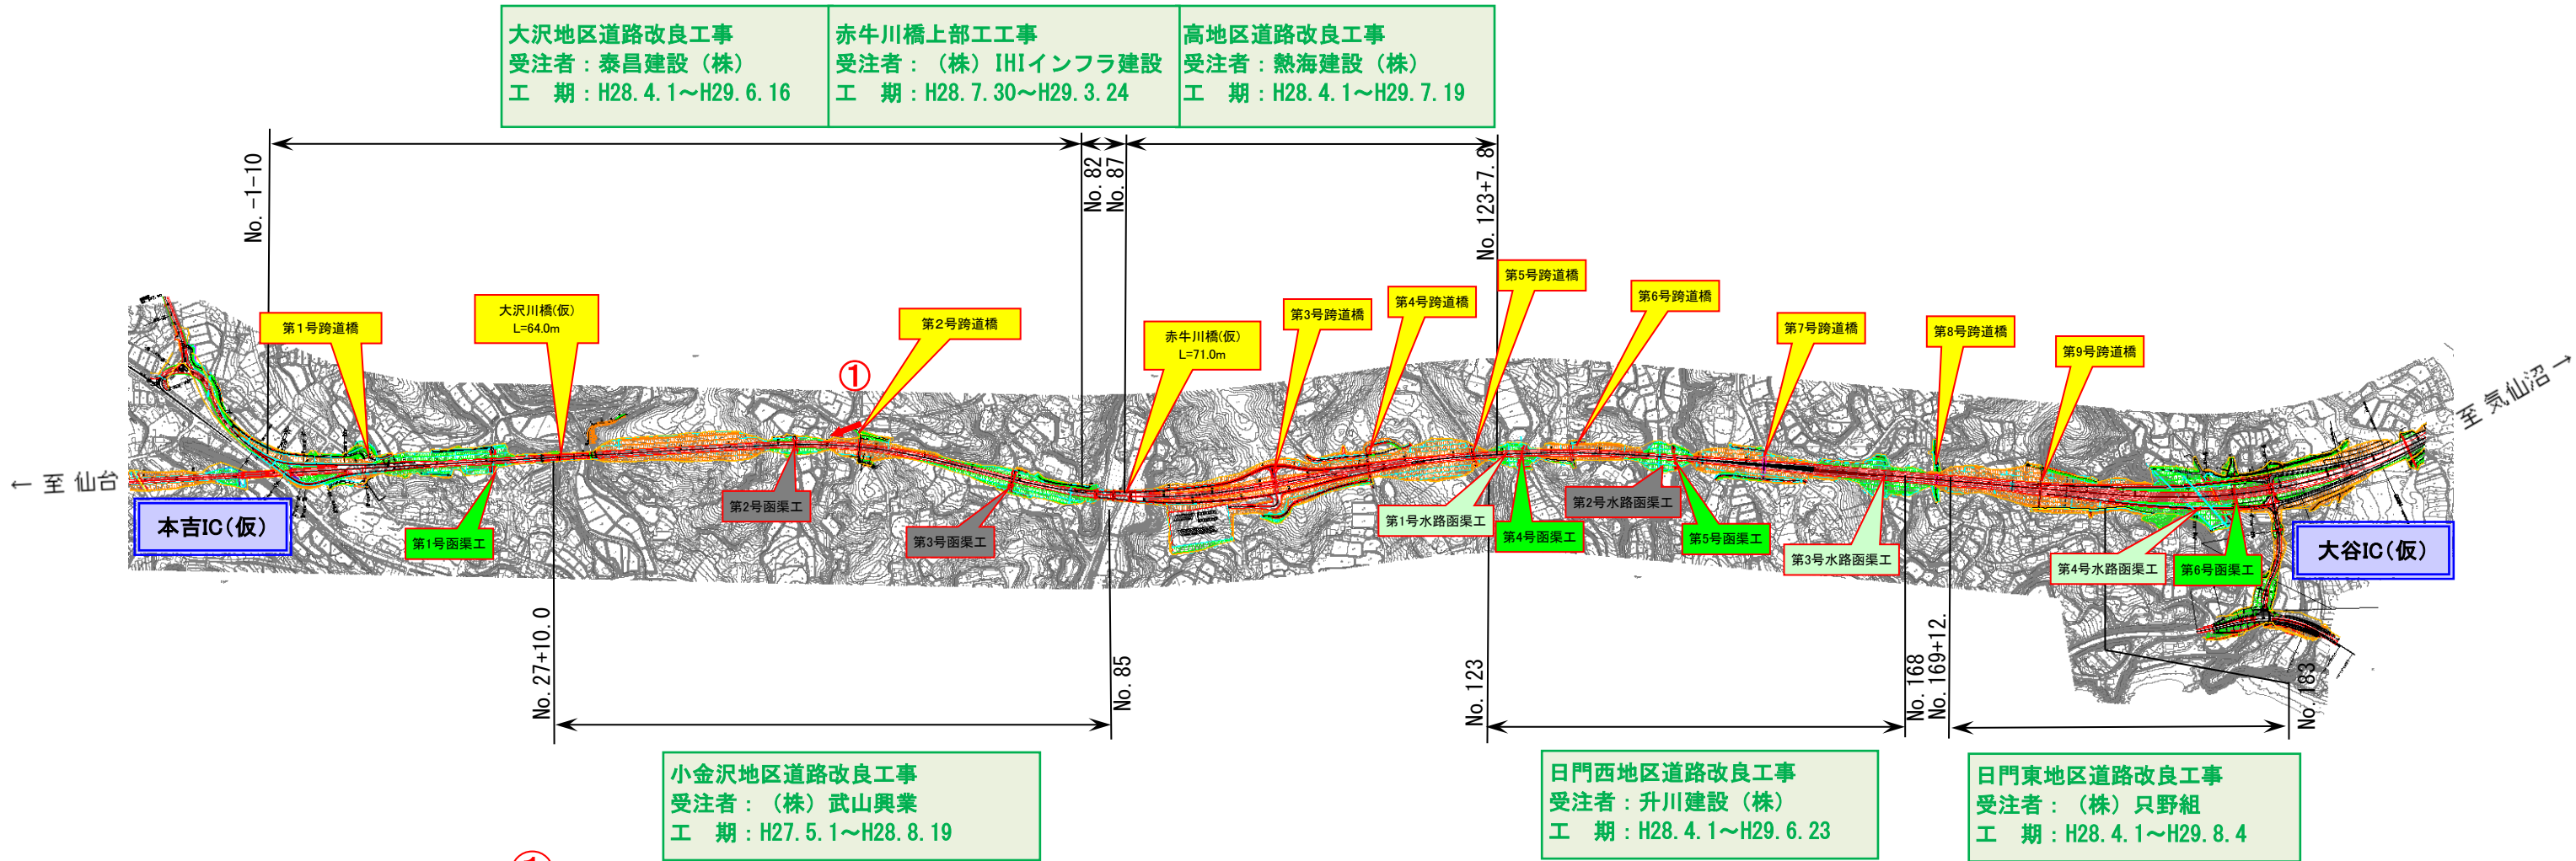 大沢地区道路改良工事
受注者：泰昌建設（株）
工　期：H28.4.1～H29.6.16
赤牛川橋上部工工事
受注者：（株）IHIインフラ建設
工　期：H28.7.30～H29.3.24
高地区道路改良工事
受注者：熱海建設（株）
工　期：H28.4.1～H29.7.19
No.-1-10
No.82
No.87
No.123+7.8
第1号跨道橋
大沢川橋(仮)
L=64.0m
①
第2号跨道橋
赤牛川橋(仮)
L=71.0m
第3号跨道橋
第4号跨道橋
第5号跨道橋
第6号跨道橋
第7号跨道橋
第8号跨道橋
第9号跨道橋
至 気仙沼→
← 至 仙台
本吉IC(仮)
第1号函渠工
第2号函渠工
第3号函渠工
第1号水路函渠工
第4号函渠工
第2号水路函渠工
第5号函渠工
第3号水路函渠工
第4号水路函渠工
第6号函渠工
大谷IC(仮)
No.27+10.0
No.85
No.123
No.168
No.169+12.
No.183
小金沢地区道路改良工事
受注者：（株）武山興業
工　期：H27.5.1～H28.8.19
日門西地区道路改良工事
受注者：升川建設（株）
工　期：H28.4.1～H29.6.23
日門東地区道路改良工事
受注者：（株）只野組
工　期：H28.4.1～H29.8.4
①